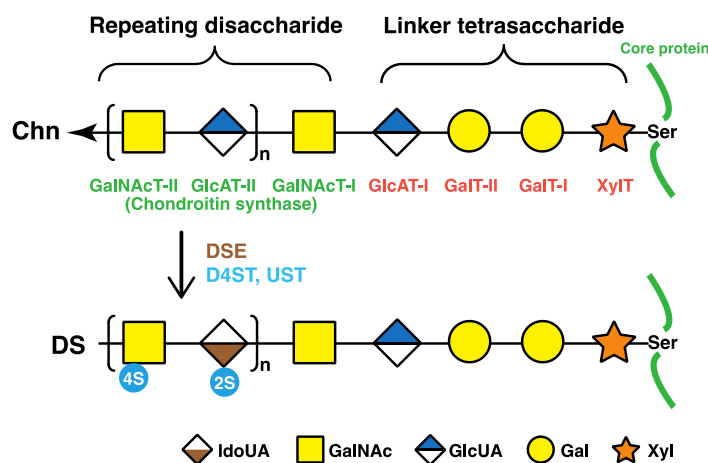 Repeating disaccharide Linker tetrasaccharide
Core protein
Chn Ser
n
GalNAcT-II GlcAT-II GalNAcT-I GlcAT-I GalT-II GalT-I XylT
(Chondroitin synthase)
DSE
D4ST, UST
DS Ser
n
4S 2S
IdoUA GalNAc GlcUA Gal Xyl